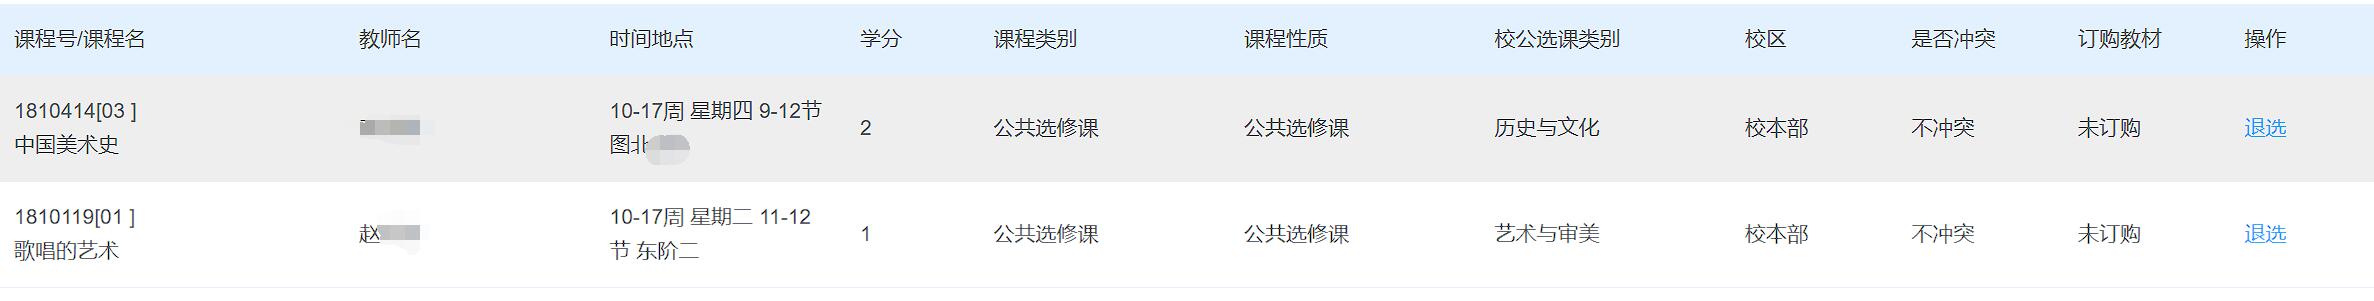 课程号/课程名 教师名 时间地点 学分 课程类别 课程性质 校公选课类别 校区 是否冲突 订购教材 操作
1810414[03 ] 10-17周 星期四 9-12节
中国美术史 图北 2 公共选修课 公共选修课 历史与文化 校本部 不冲突 未订购 退选
1810119[01 ] 10-17周 星期二 11-12
歌唱的艺术 赵 节 东阶二 1 公共选修课 公共选修课 艺术与审美 校本部 不冲突 未订购 退选